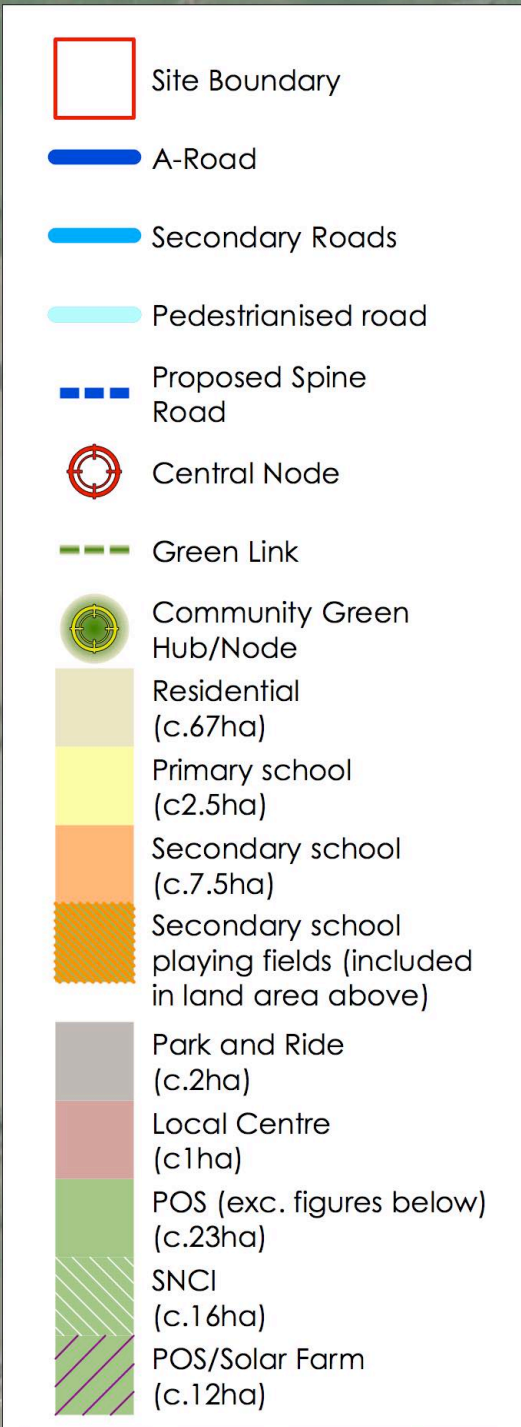 Site Boundary
A-Road
Secondary Roads
Pedestrianised road
Proposed Spine
Road
Central Node
Green Link
Community Green
Hub/Node
Residential
(c.67ha)
Primary school
(c2.5ha)
Secondary school
(c.7.5ha)
Secondary school
playing fields (included
in land area above)
Park and Ride
(c.2ha)
Local Centre
(c1ha)
POS (exc. figures below)
(c.23ha)
SNCI
(c.16ha)
POS/Solar Farm
(c.12ha)